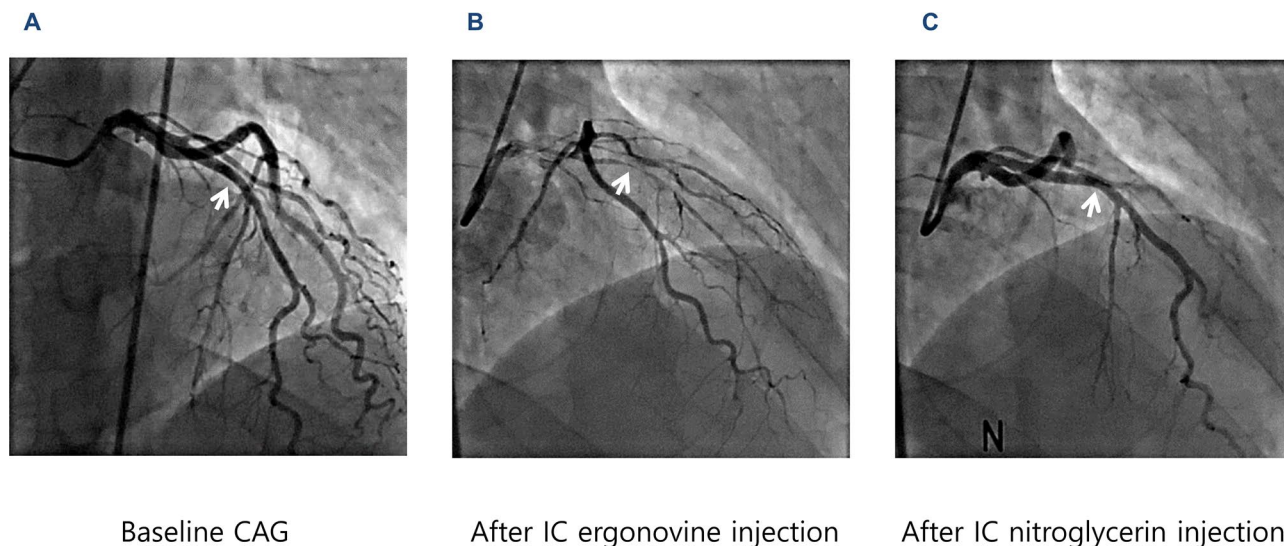 A
B
C
N
Baseline CAG
After IC ergonovine injection
After IC nitroglycerin injection